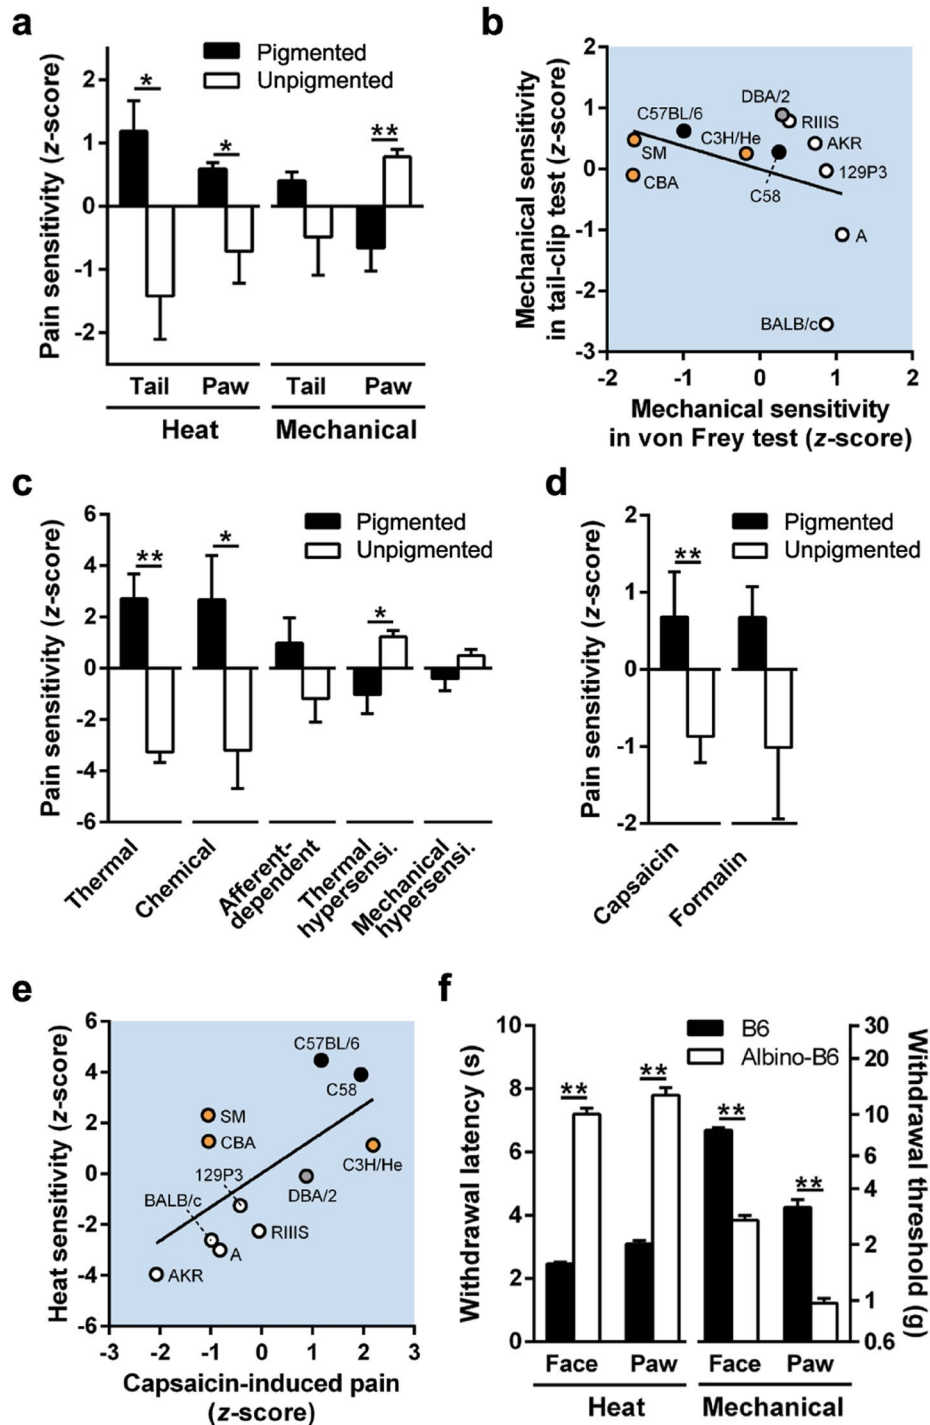 a
Pigmented
Unpigmented
Pain sensitivity (z-score)
2
1
0
-1
-2
*
*
**
Tail Paw Tail Paw
Heat Mechanical
b
Mechanical sensitivity
in tail-clip test (z-score)
2
1
0
-1
-2
-3
DBA/2
C57BL/6
RIIIS
C3H/He
AKR
SM
129P3
CBA
C58
A
BALB/c
-2 -1 0 1 2
Mechanical sensitivity
in von Frey test (z-score)
c
Pigmented
Unpigmented
Pain sensitivity (z-score)
6
4
2
0
-2
-4
-6
**
*
*
Thermal
Chemical
Afferent-
dependent
Thermal
hypersensi.
Mechanical
hypersensi.
d
Pigmented
Unpigmented
Pain sensitivity (z-score)
2
1
0
-1
-2
**
Capsaicin
Formalin
e
Heat sensitivity (z-score)
6
4
2
0
-2
-4
-6
C57BL/6
C58
SM
CBA
C3H/He
129P3
DBA/2
BALB/c
RIIIS
A
AKR
-3 -2 -1 0 1 2 3
Capsaicin-induced pain
(z-score)
f
B6
Albino-B6
Withdrawal latency (s)
10
8
6
4
2
0
**
**
**
**
30
20
10
6
4
2
1
0.6
Withdrawal threshold (g)
Face Paw Face Paw
Heat Mechanical